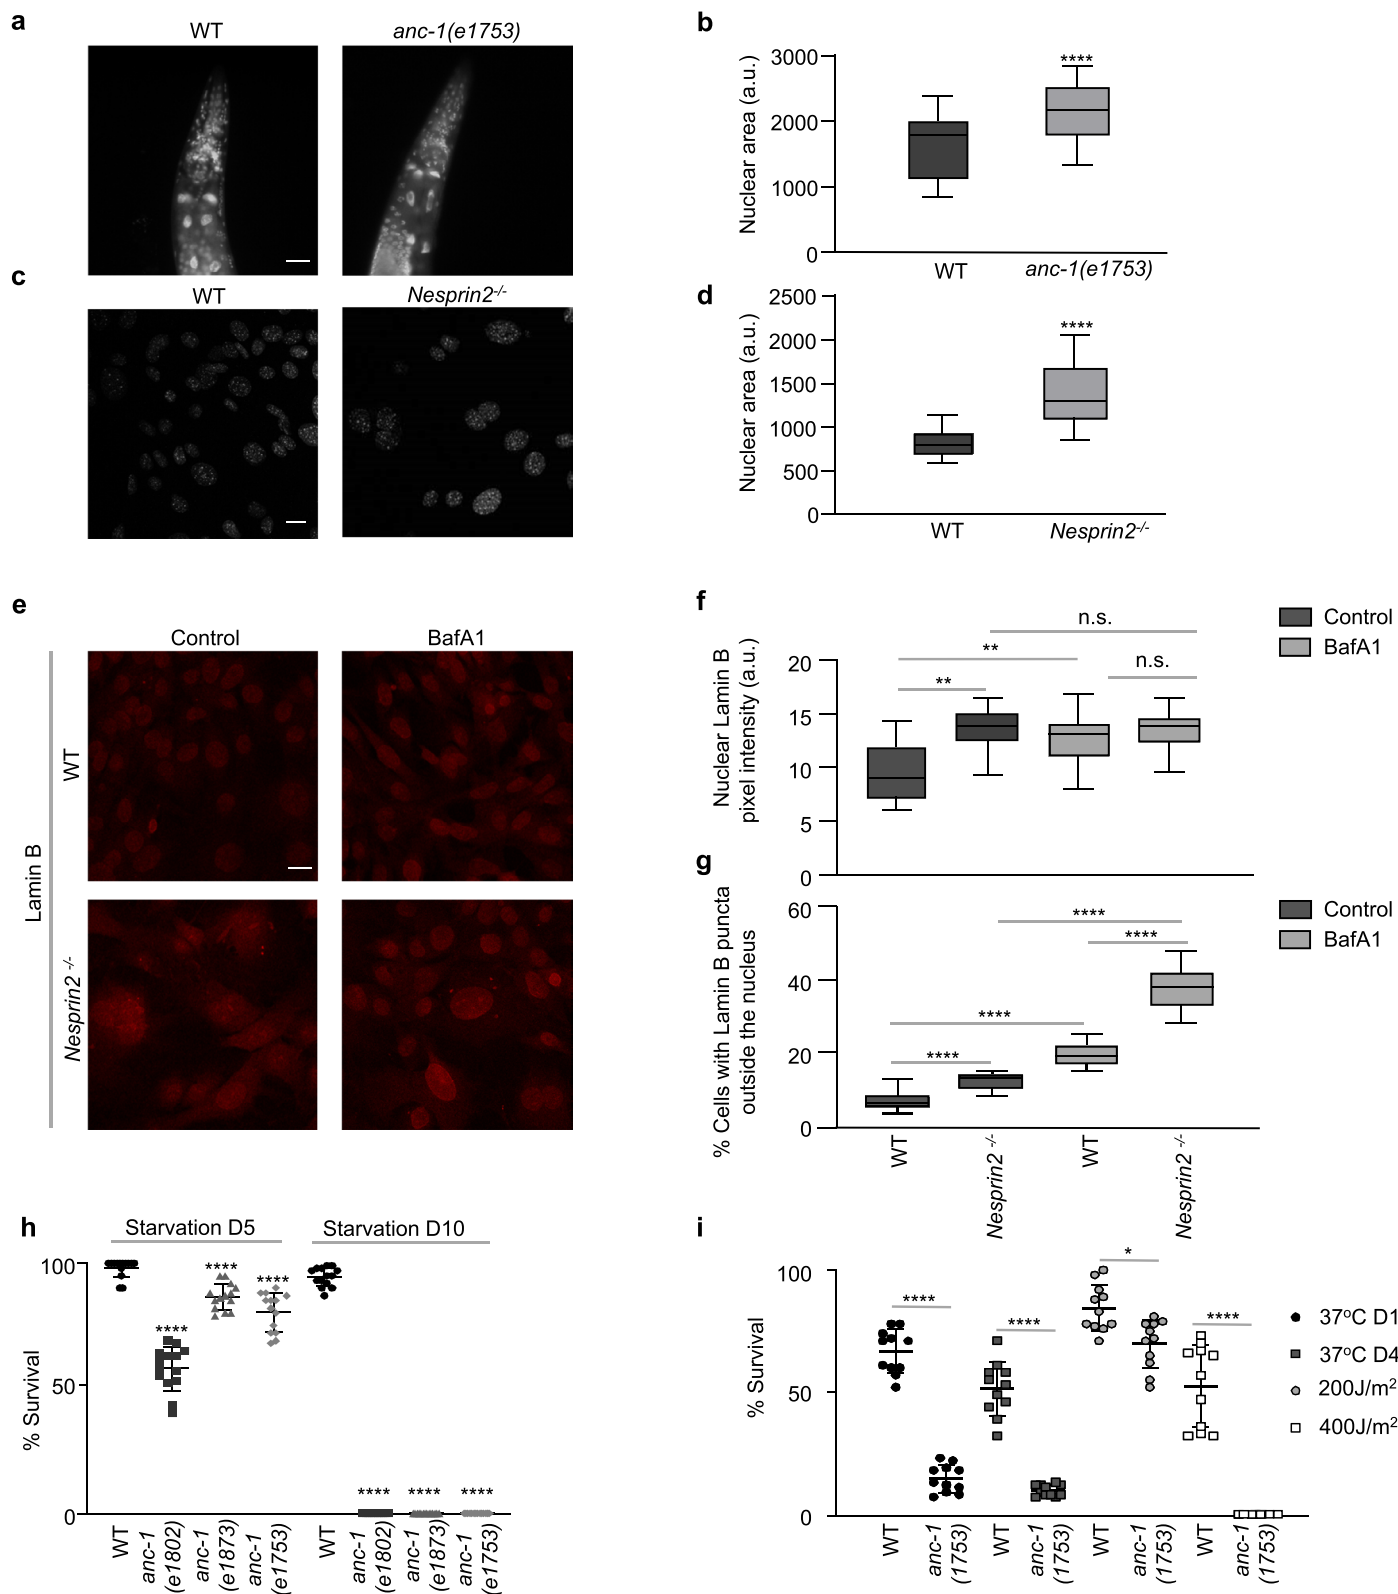 a
WT
anc-1(e1753)
b
Nuclear area (a.u.)
3000
2000
1000
0
****
WT
anc-1(e1753)
c
WT
Nesprin2-/-
d
Nuclear area (a.u.)
2500
2000
1500
1000
500
0
****
WT
Nesprin2-/-
e
Control
BafA1
Lamin B
WT
Nesprin2 -/-
f
Nuclear Lamin B
pixel intensity (a.u.)
20
15
10
5
0
n.s.
**
n.s.
**
Control
BafA1
g
% Cells with Lamin B puncta
outside the nucleus
60
40
20
0
****
****
****
****
Control
BafA1
WT
Nesprin2 -/-
WT
Nesprin2 -/-
h
Starvation D5
Starvation D10
% Survival
100
50
0
****
****
****
****
****
****
WT
anc-1
(e1802)
anc-1
(e1873)
anc-1
(e1753)
WT
anc-1
(e1802)
anc-1
(e1873)
anc-1
(e1753)
i
% Survival
100
50
0
****
****
*
****
37oC D1
37oC D4
200J/m2
400J/m2
WT
anc-1
(1753)
WT
anc-1
(1753)
WT
anc-1
(1753)
WT
anc-1
(1753)